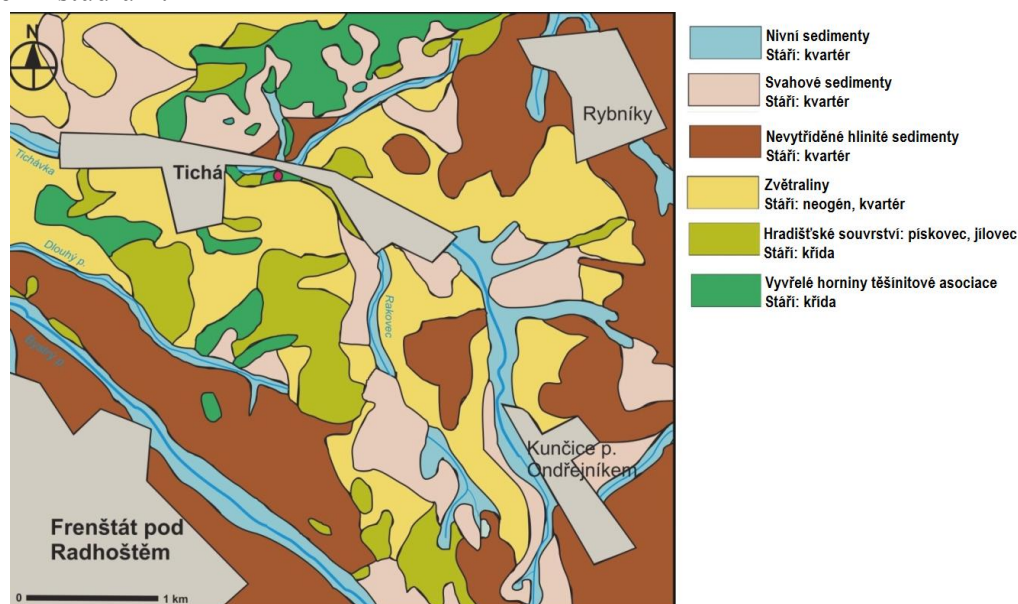 N
Tichávka
Tichá
Rybníky
Dlouhý p.
Rakovec
Kunčice p.
Ondřejníkem
Frenštát pod
Radhoštěm
0 1 km
Nivní sedimenty
Stáří: kvartér
Svahové sedimenty
Stáří: kvartér
Nevytříděné hlinité sedimenty
Stáří: kvartér
Zvětraliny
Stáří: neogén, kvartér
Hradišťské souvrství: pískovec, jílovec
Stáří: křída
Vyvřelé horniny těšínitové asociace
Stáří: křída